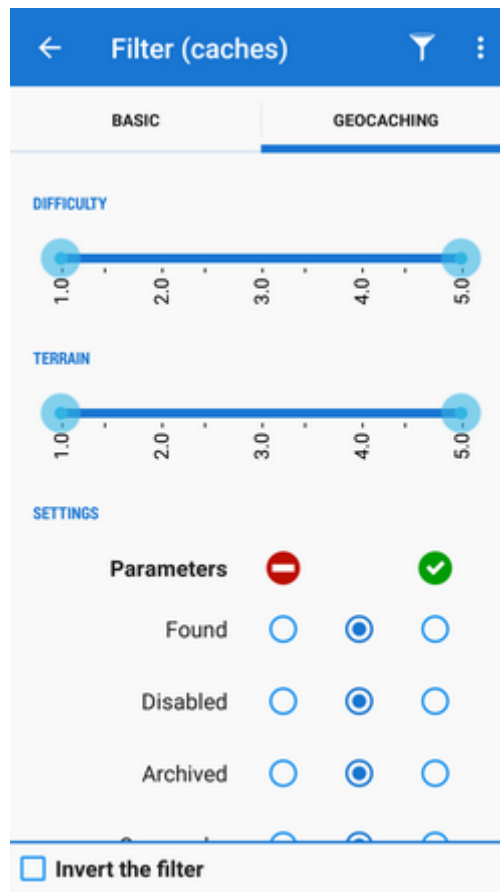 Filter (caches)
BASIC GEOCACHING
DIFFICULTY
1.0 2.0 3.0 4.0 5.0
TERRAIN
1.0 2.0 3.0 4.0 5.0
SETTINGS
Parameters
Found
Disabled
Archived
Invert the filter